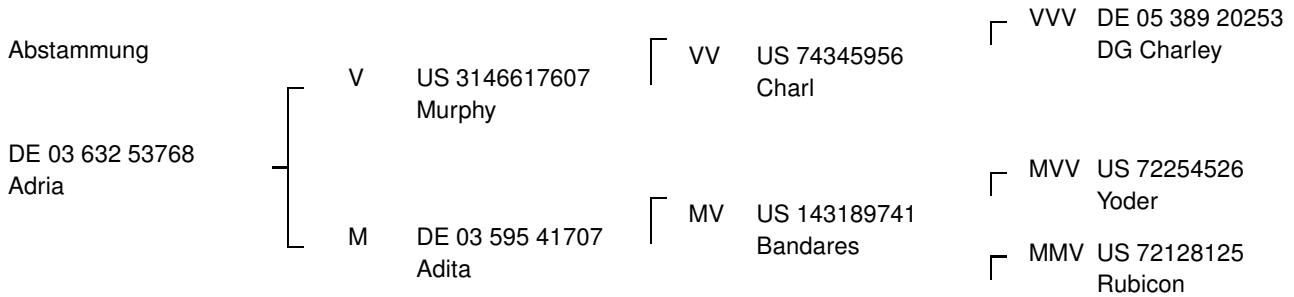 Abstammung
DE 03 632 53768
Adria
V US 3146617607
Murphy
M DE 03 595 41707
Adita
VV US 74345956
Charl
MV US 143189741
Bandares
VVV DE 05 389 20253
DG Charley
MVV US 72254526
Yoder
MMV US 72128125
Rubicon